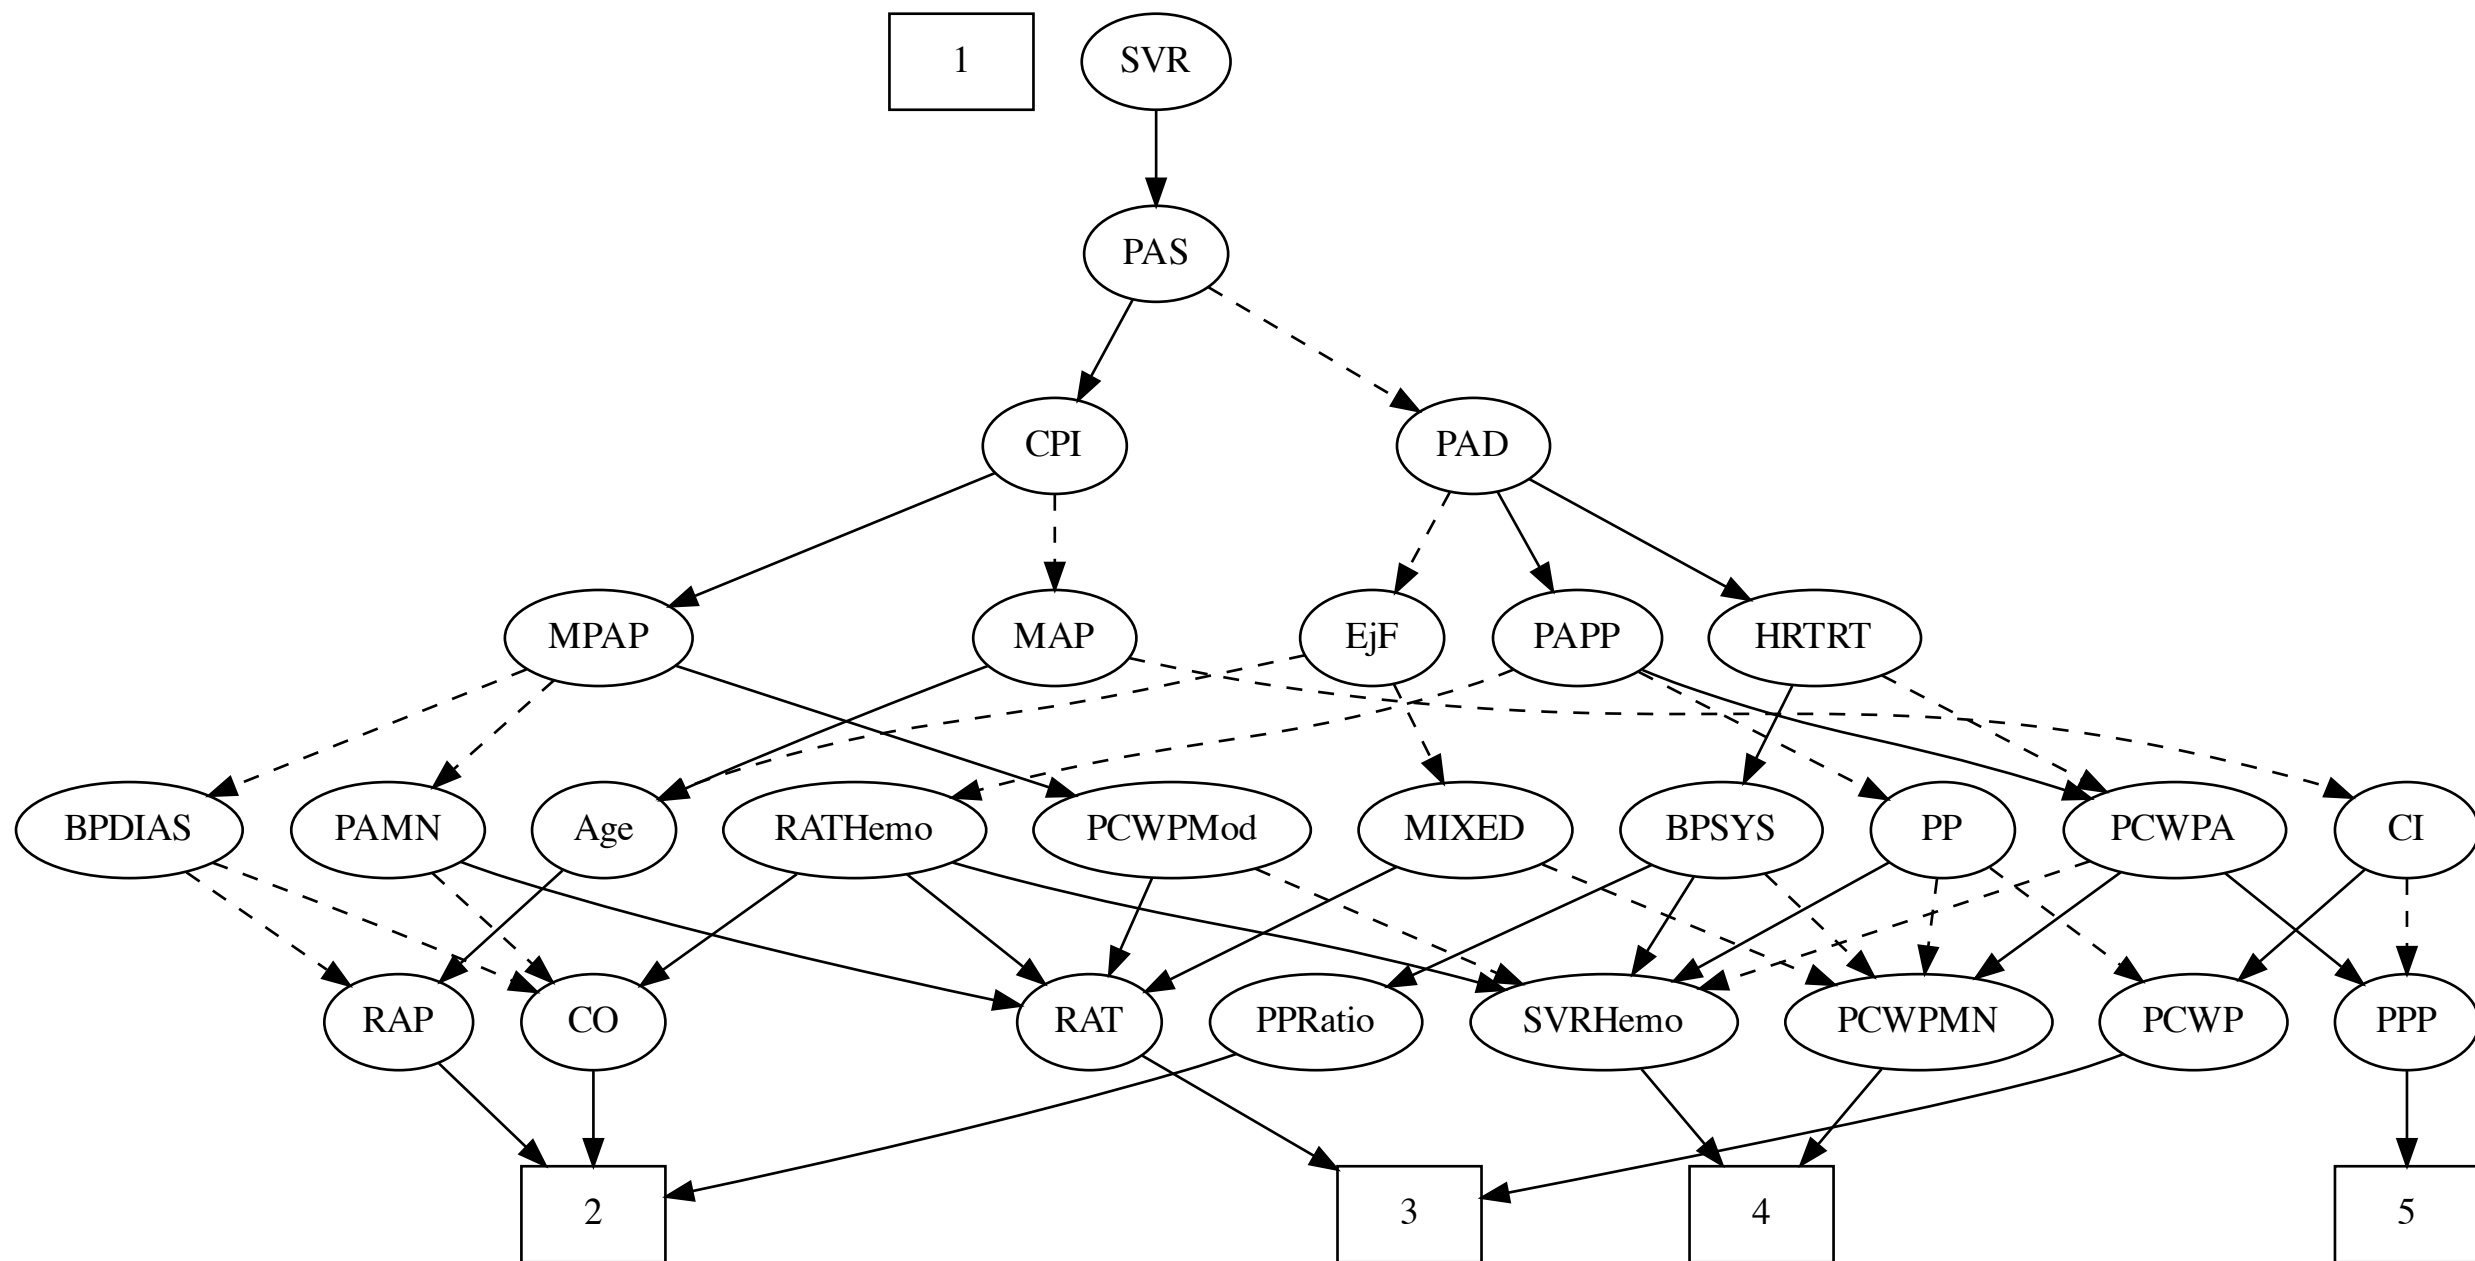 1
SVR
PAS
CPI
PAD
MPAP
MAP
EjF
PAPP
HRTRT
BPDIAS
PAMN
Age
RATHemo
PCWPMod
MIXED
BPSYS
PP
PCWPA
CI
RAP
CO
RAT
PPRatio
SVRHemo
PCWPMN
PCWP
PPP
2
3
4
5